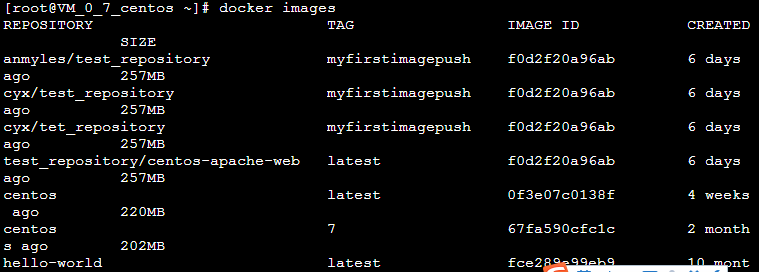 [root@VM_0_7_centos ~]# docker images
REPOSITORY TAG IMAGE ID CREATED
SIZE
anmyles/test_repository myfirstimagepush f0d2f20a96ab 6 days
ago 257MB
cyx/test_repository myfirstimagepush f0d2f20a96ab 6 days
ago 257MB
cyx/tet_repository myfirstimagepush f0d2f20a96ab 6 days
ago 257MB
test_repository/centos-apache-web latest f0d2f20a96ab 6 days
ago 257MB
centos latest 0f3e07c0138f 4 weeks
ago 220MB
centos 7 67fa590cfc1c 2 month
s ago 202MB
hello-world latest fce289e99eb9 10 mont